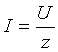 I = U/z